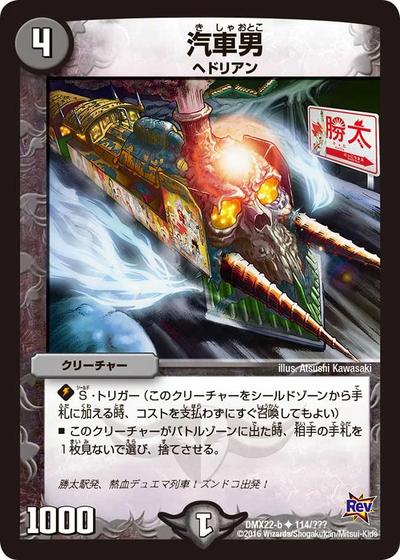 4
き しゃ おとこ
汽車男
ヘドリアン
勝太
クリーチャー
illus. Atsushi Kawasaki
シールド
S・トリガー(このクリーチャーをシールドゾーンから手
札に加える時、コストを支払わずにすぐ召喚してもよい)
■このクリーチャーがバトルゾーンに出た時、相手の手札を
1枚見ないで選び、捨てさせる。
勝太駅発、熱血デュエマ列車!ズンドコ出発!
1000
Rev
DMX22-b ◆ 114/???
©2016 Wizards/Shogakukan/Mitsui-Kids